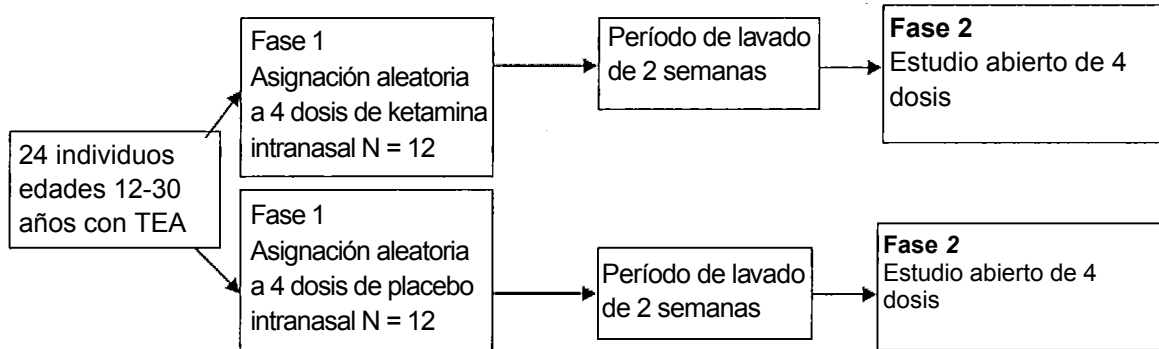 24 individuos
edades 12-30
años con TEA
Fase 1
Asignación aleatoria
a 4 dosis de ketamina
intranasal N = 12
Período de lavado
de 2 semanas
Fase 2
Estudio abierto de 4
dosis
Fase 1
Asignación aleatoria
a 4 dosis de placebo
intranasal N = 12
Período de lavado
de 2 semanas
Fase 2
Estudio abierto de 4
dosis